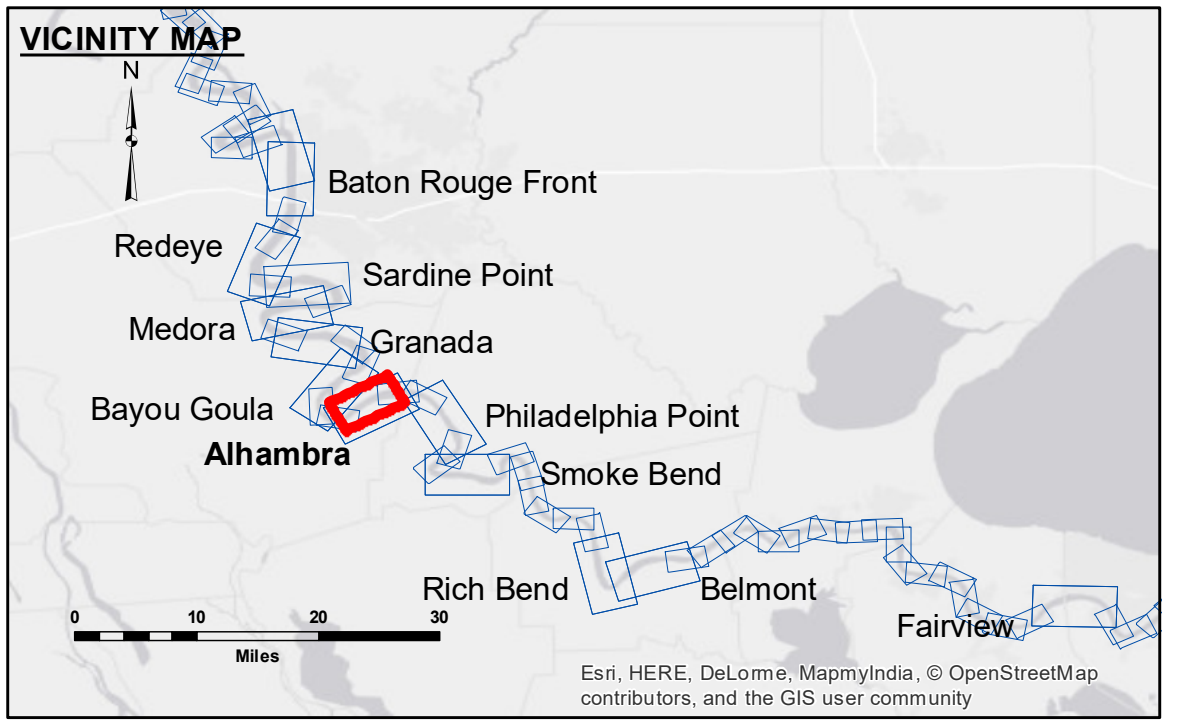 VICINITY MAP
N
Baton Rouge Front
Redeye
Sardine Point
Medora
Granada
Bayou Goula
Philadelphia Point
Alhambra
Smoke Bend
Rich Bend
Belmont
Fairview
0 10 20 30
Miles
Esri, HERE, DeLorme, MapmyIndia, © OpenStreetMap
contributors, and the GIS user community